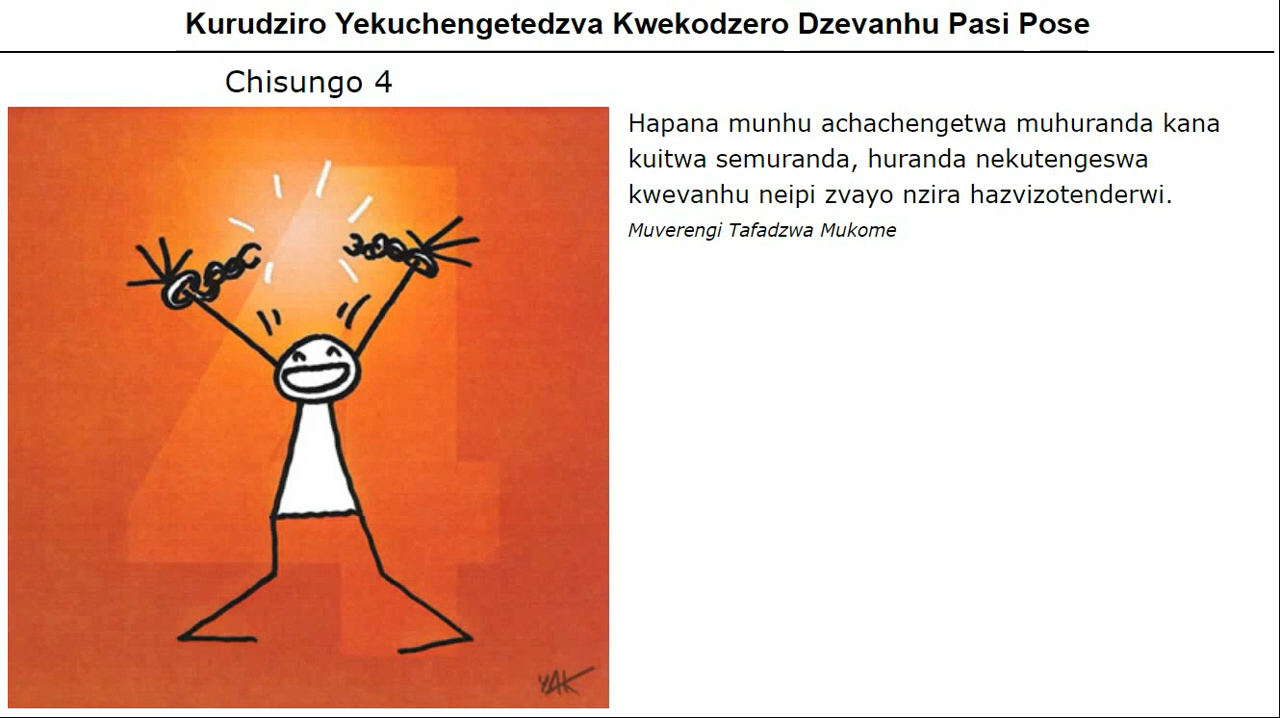 Kurudziro Yekuchengetedzva Kwekodzero Dzevanhu Pasi Pose
Chisungo 4
Hapana munhu achachengetwa muhuranda kana
kuitwa semuranda, huranda nekutengeswa
kwevanhu neipi zvayo nzira hazvizotenderwi.
Muverengi Tafadzwa Mukome
4
YAK